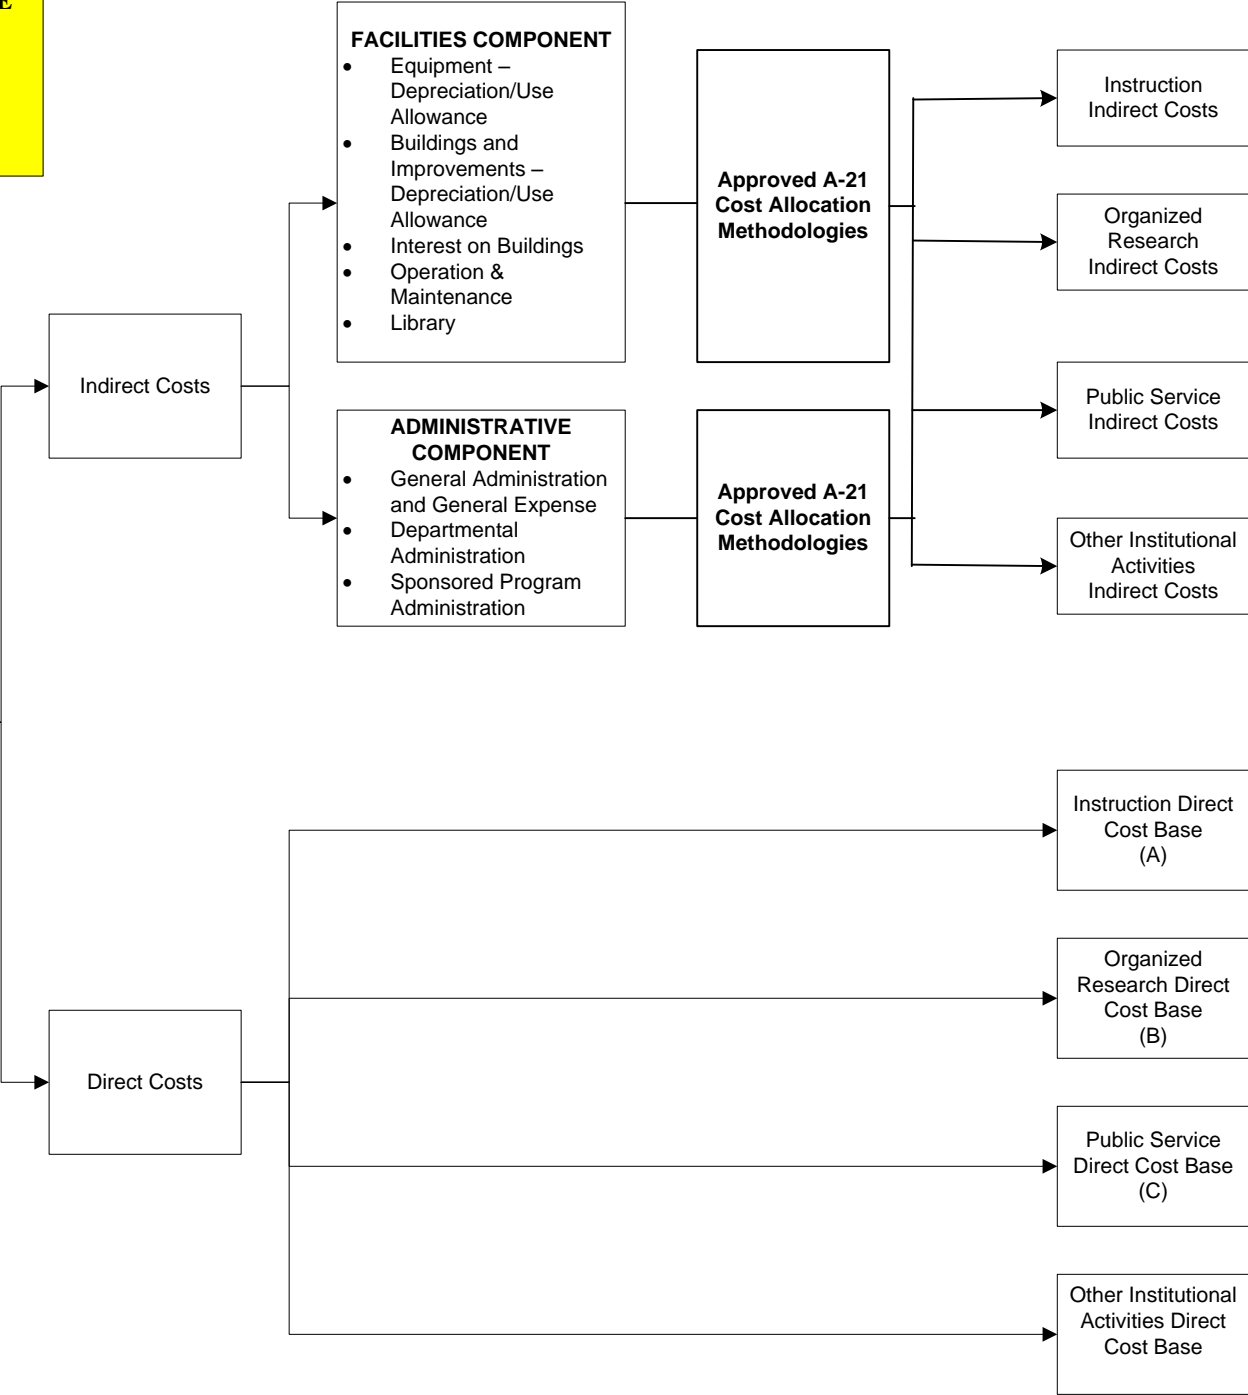 E
FACILITIES COMPONENT
• Equipment –
Depreciation/Use
Allowance
• Buildings and
Improvements –
Depreciation/Use
Allowance
• Interest on Buildings
• Operation &
Maintenance
• Library
Approved A-21
Cost Allocation
Methodologies
Instruction
Indirect Costs
Organized
Research
Indirect Costs
Indirect Costs
Public Service
Indirect Costs
ADMINISTRATIVE
COMPONENT
• General Administration
and General Expense
• Departmental
Administration
• Sponsored Program
Administration
Approved A-21
Cost Allocation
Methodologies
Other Institutional
Activities
Indirect Costs
Instruction Direct
Cost Base
(A)
Organized
Research Direct
Cost Base
(B)
Direct Costs
Public Service
Direct Cost Base
(C)
Other Institutional
Activities Direct
Cost Base